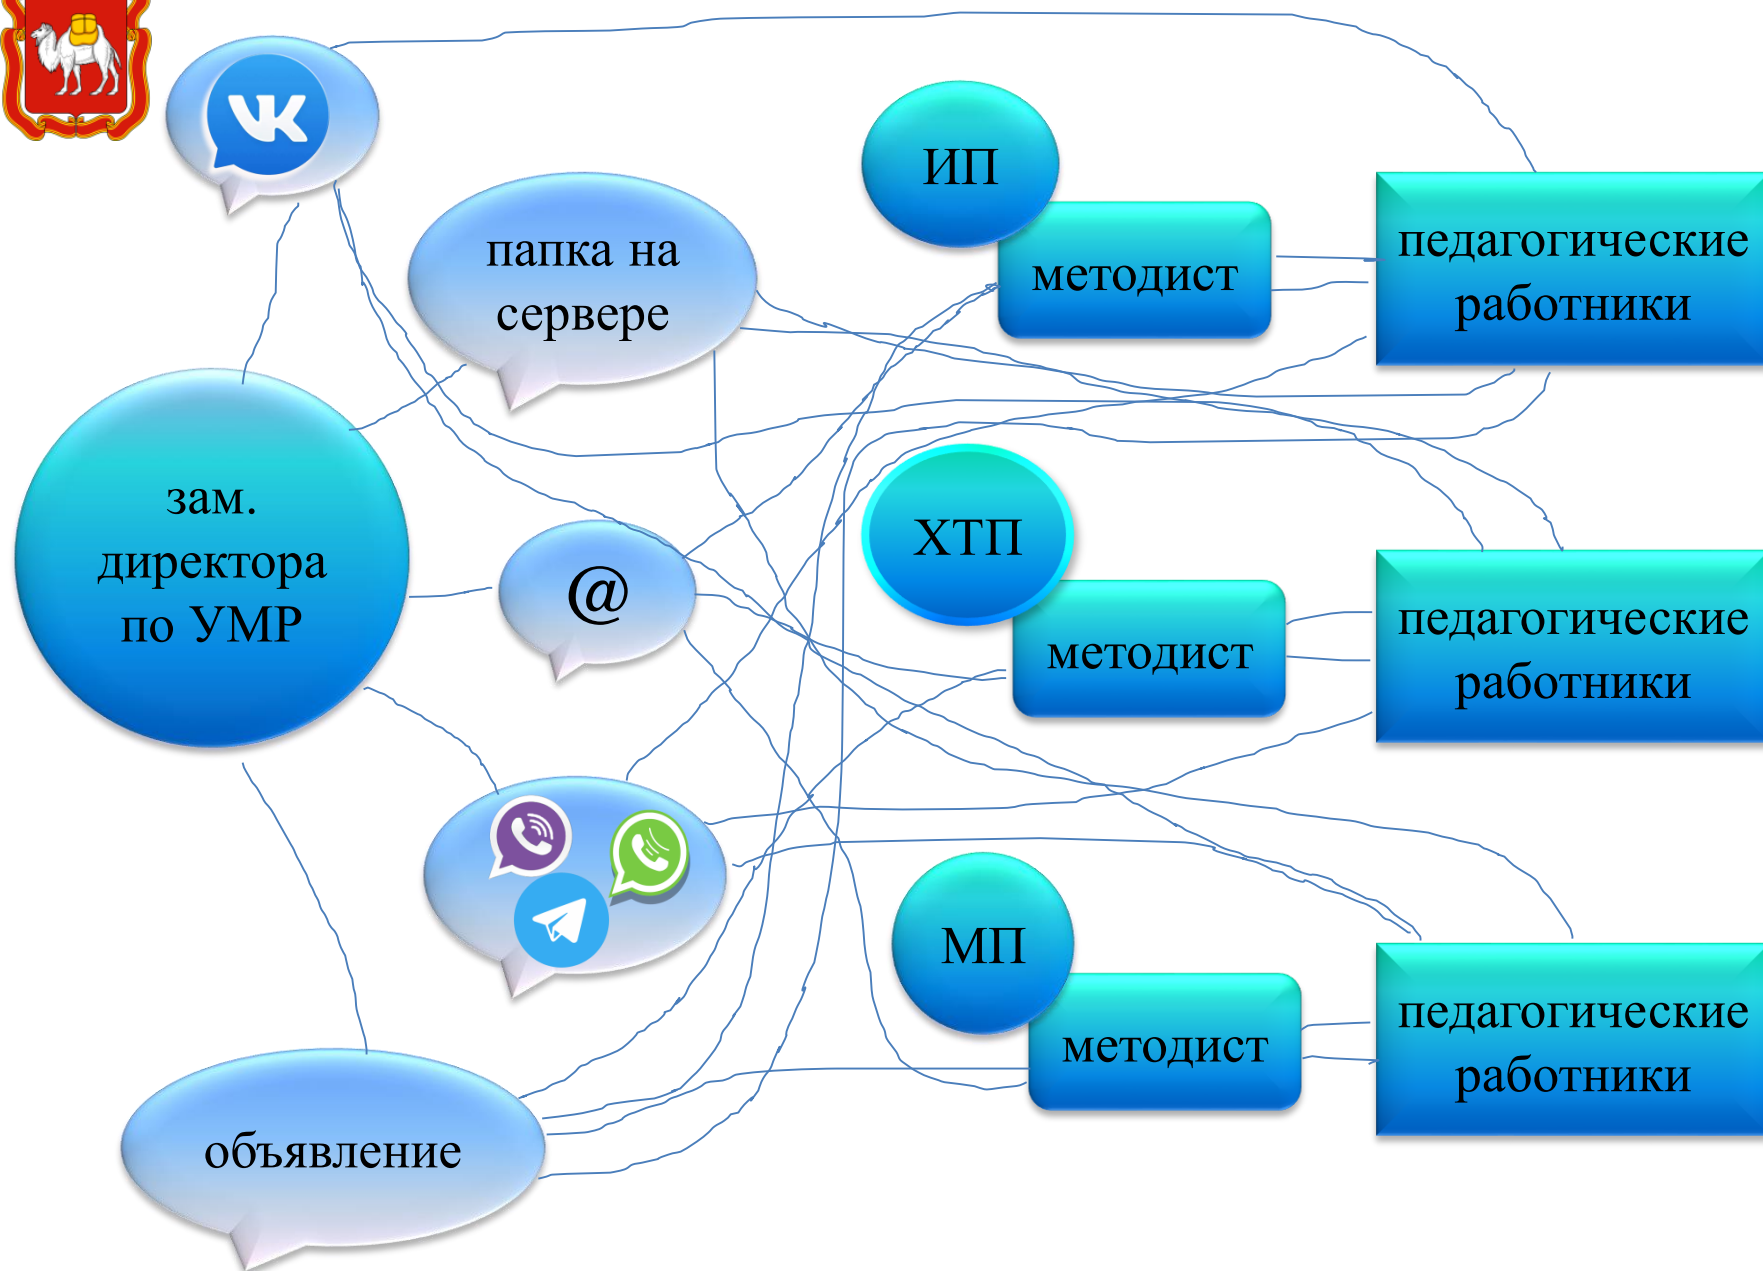 VK
папка на
сервере
зам.
директора
по УМР
@
объявление
ИП
методист
педагогические
работники
ХТП
методист
педагогические
работники
МП
методист
педагогические
работники